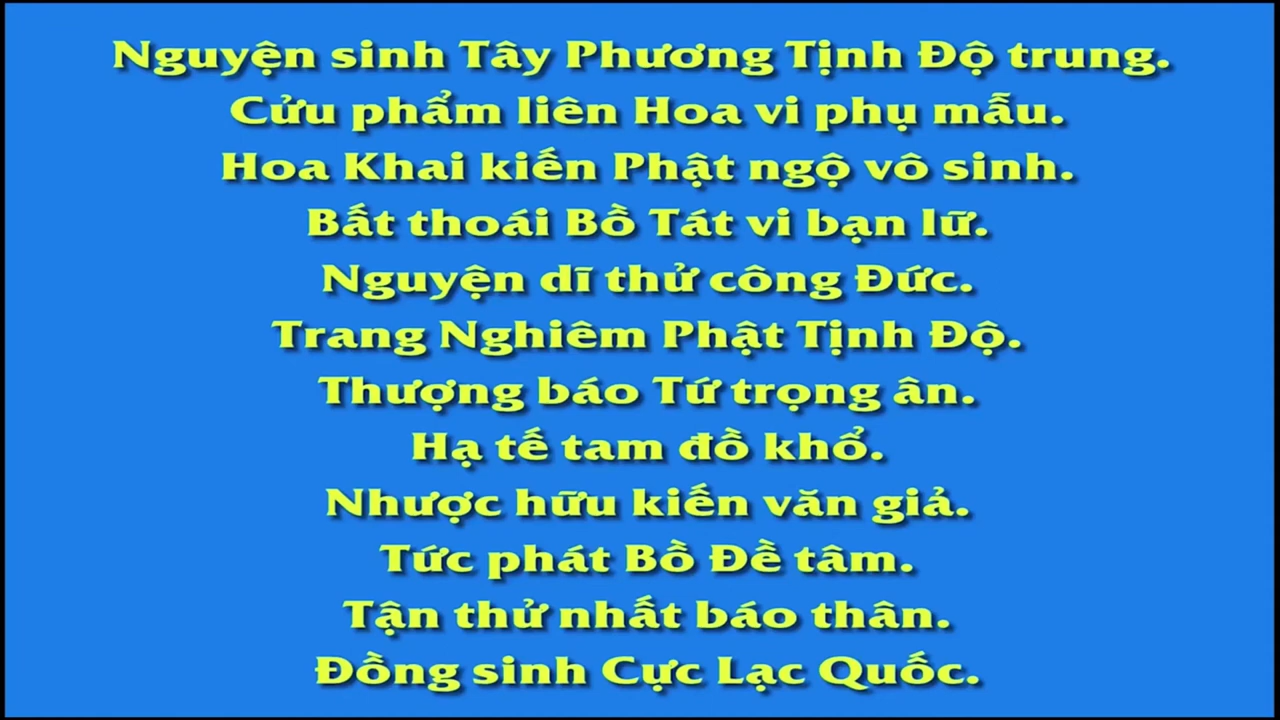 Nguyện sinh Tây Phương Tịnh Độ trung.
Cửu phẩm liên Hoa vi phụ mẫu.
Hoa Khai kiến Phật ngộ vô sinh.
Bất thoái Bồ Tát vi bạn lữ.
Nguyện dĩ thử công Đức.
Trang Nghiêm Phật Tịnh Độ.
Thượng báo Tứ trọng ân.
Hạ tế tam đồ khổ.
Nhược hữu kiến văn giả.
Tức phát Bồ Đề tâm.
Tận thử nhất báo thân.
Đồng sinh Cực Lạc Quốc.